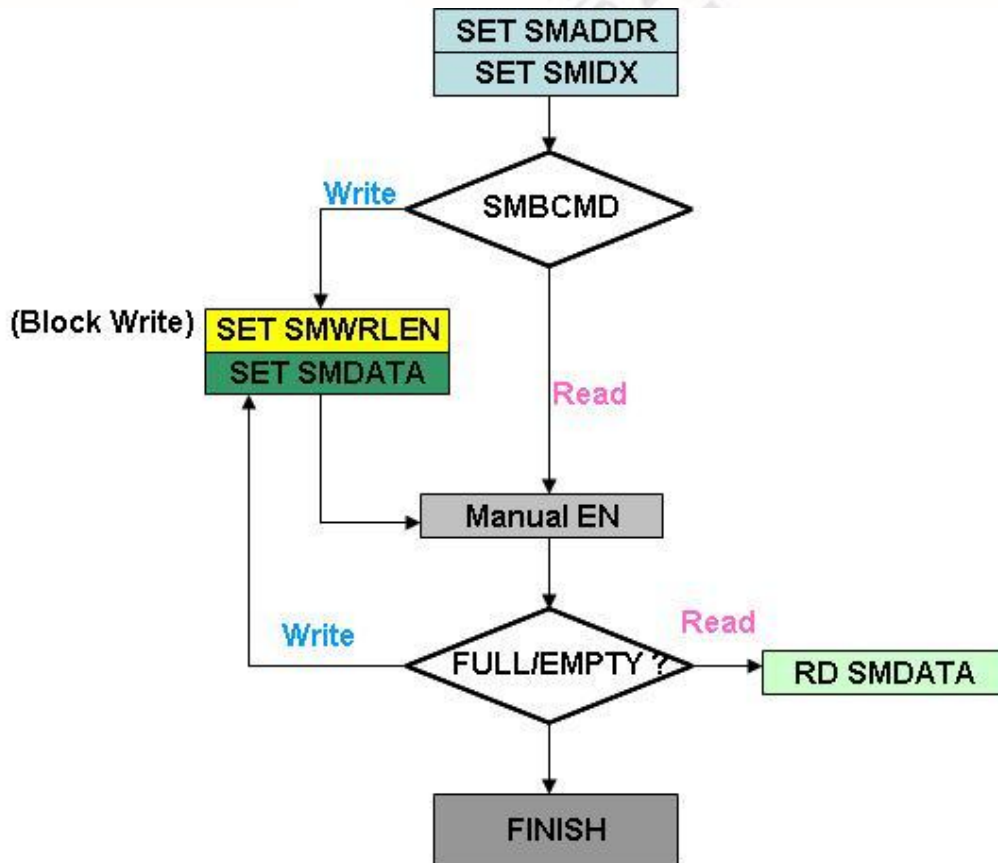 SET SMADDR
SET SMIDX
Write
SMBCMD
(Block Write)
SET SMWRLEN
SET SMDATA
Read
Manual EN
Write
FULL/EMPTY ?
Read
RD SMDATA
FINISH